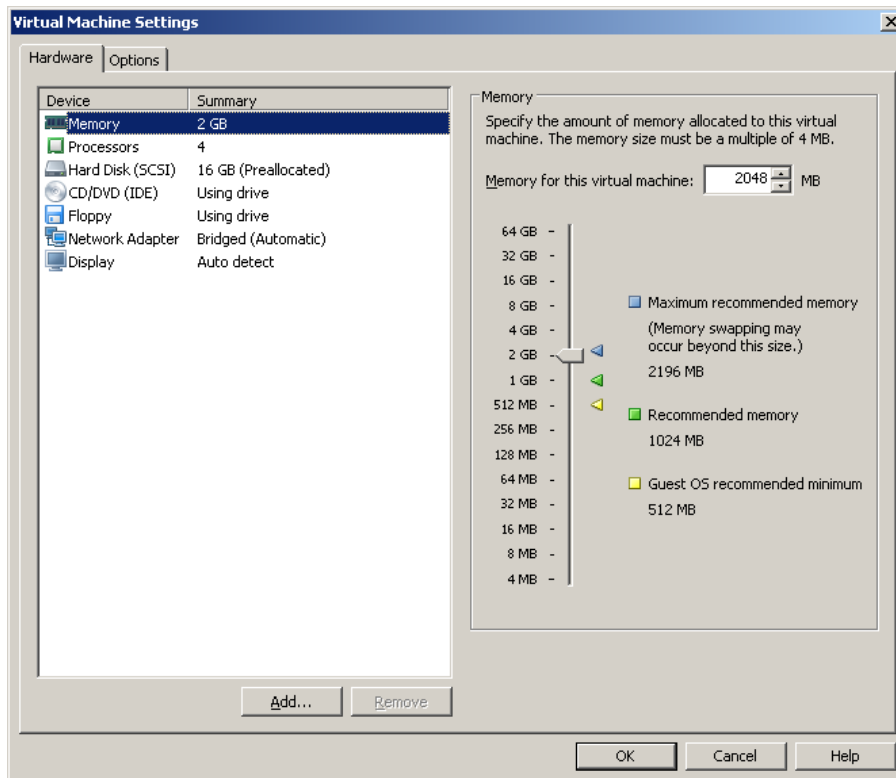 Virtual Machine Settings
Hardware
Options
Device Summary
Memory 2 GB
Processors 4
Hard Disk (SCSI) 16 GB (Preallocated)
CD/DVD (IDE) Using drive
Floppy Using drive
Network Adapter Bridged (Automatic)
Display Auto detect
Add...
Remove
Memory
Specify the amount of memory allocated to this virtual
machine. The memory size must be a multiple of 4 MB.
Memory for this virtual machine: 2048 MB
64 GB
32 GB
16 GB
8 GB
4 GB
2 GB
1 GB
512 MB
256 MB
128 MB
64 MB
32 MB
16 MB
8 MB
4 MB
Maximum recommended memory
(Memory swapping may
occur beyond this size.)
2196 MB
Recommended memory
1024 MB
Guest OS recommended minimum
512 MB
OK
Cancel
Help